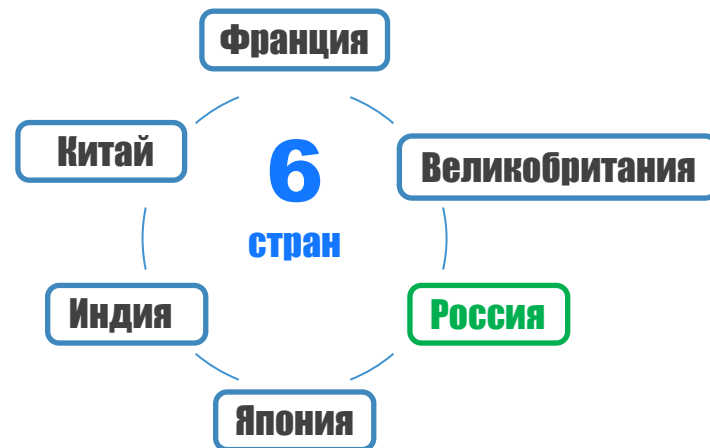 Франция
Китай
6
Великобритания
стран
Индия
Россия
Япония